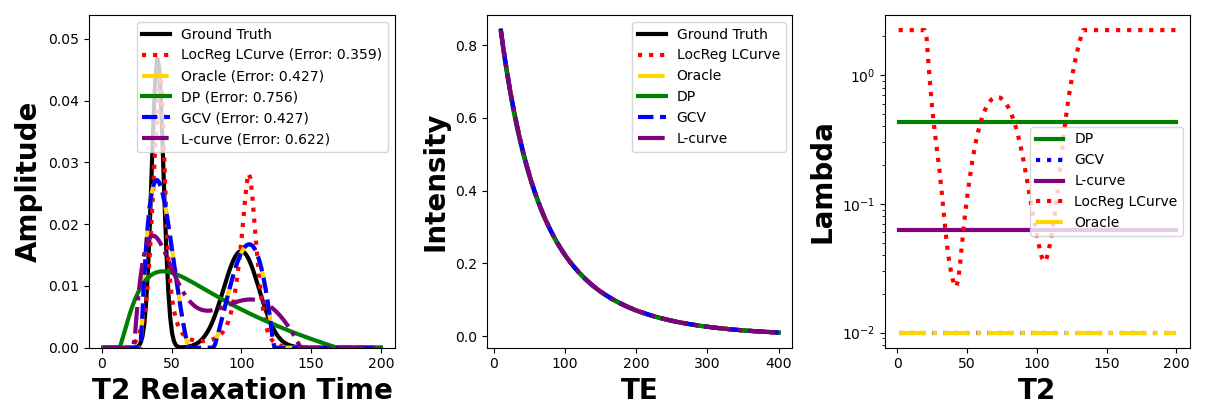 0.05
0.04
0.03
0.02
0.01
0.00
Amplitude
Ground Truth
LocReg LCurve (Error: 0.359)
Oracle (Error: 0.427)
DP (Error: 0.756)
GCV (Error: 0.427)
L-curve (Error: 0.622)
0 50 100 150 200
T2 Relaxation Time
0.8
0.6
0.4
0.2
0.0
Intensity
Ground Truth
LocReg LCurve
Oracle
DP
GCV
L-curve
0 100 200 300 400
TE
10⁰
10⁻¹
10⁻²
Lambda
DP
GCV
L-curve
LocReg LCurve
Oracle
0 50 100 150 200
T2